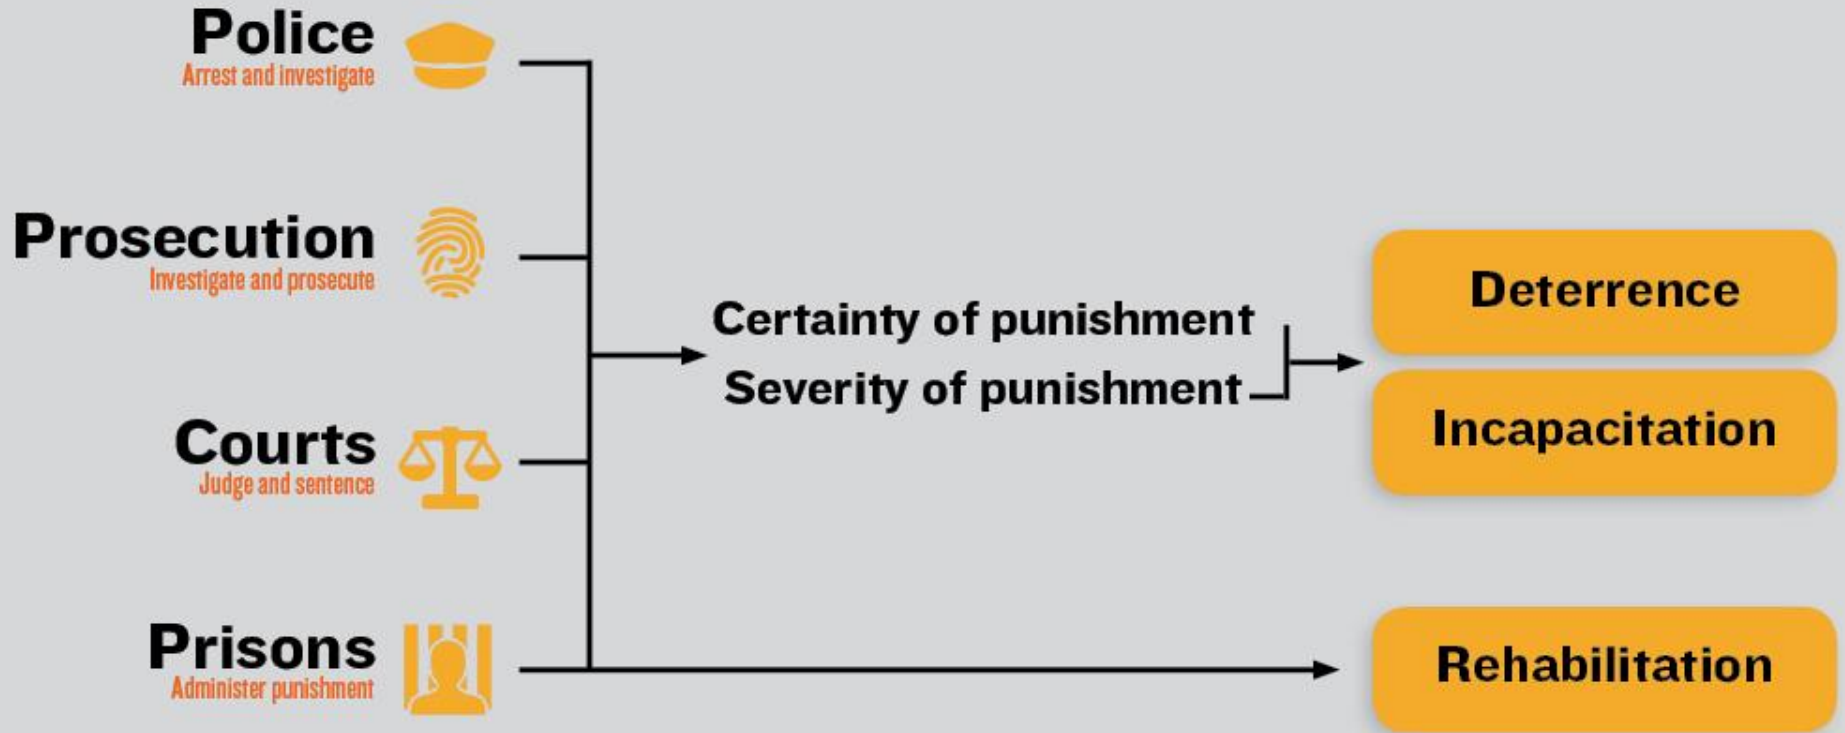 Police
Arrest and investigate
Prosecution
Investigate and prosecute
Courts
Judge and sentence
Prisons
Administer punishment
Certainty of punishment
Severity of punishment
Deterrence
Incapacitation
Rehabilitation